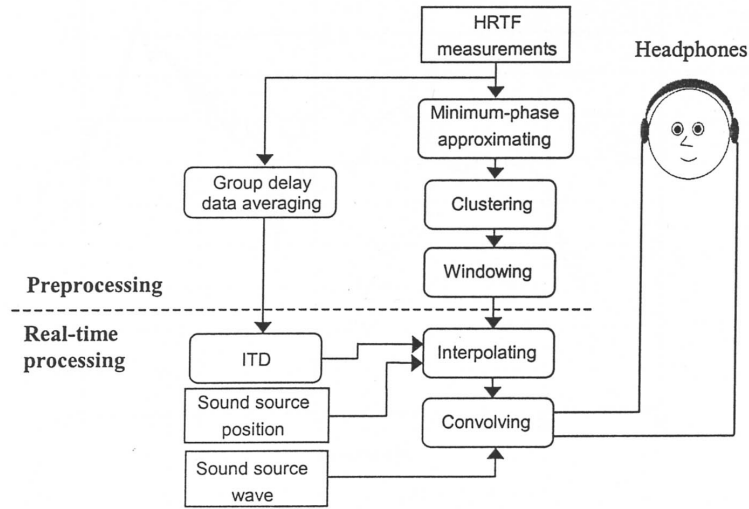 HRTF
measurements
Headphones
Minimum-phase
approximating
Group delay
data averaging
Clustering
Windowing
Preprocessing
Real-time
processing
ITD
Interpolating
Sound source
position
Convolving
Sound source
wave